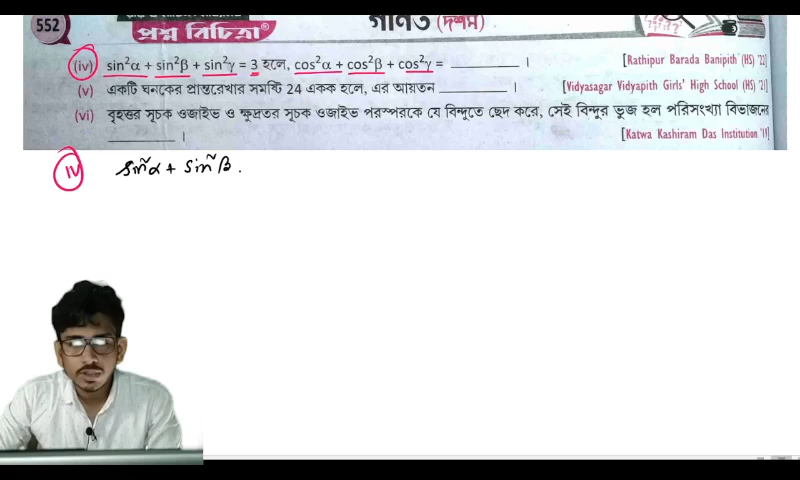 552
প্রশ্ন বিচিত্রা®
গণিত (দশম)
(iv) sin²α + sin²β + sin²γ = 3 হলে, cos²α + cos²β + cos²γ = ________ । [Rathipur Barada Banipith (HS) '22]
(v) একটি ঘনকের প্রান্তরেখার সমষ্টি 24 একক হলে, এর আয়তন ________ । [Vidyasagar Vidyapith Girls' High School (HS) '21]
(vi) বৃহত্তর সূচক ওজাইভ ও ক্ষুদ্রতর সূচক ওজাইভ পরস্পরকে যে বিন্দুতে ছেদ করে, সেই বিন্দুর ভুজ হল পরিসংখ্যা বিভাজনের
________ । [Katwa Kashiram Das Institution '19]
iv sin²α + sin²β.